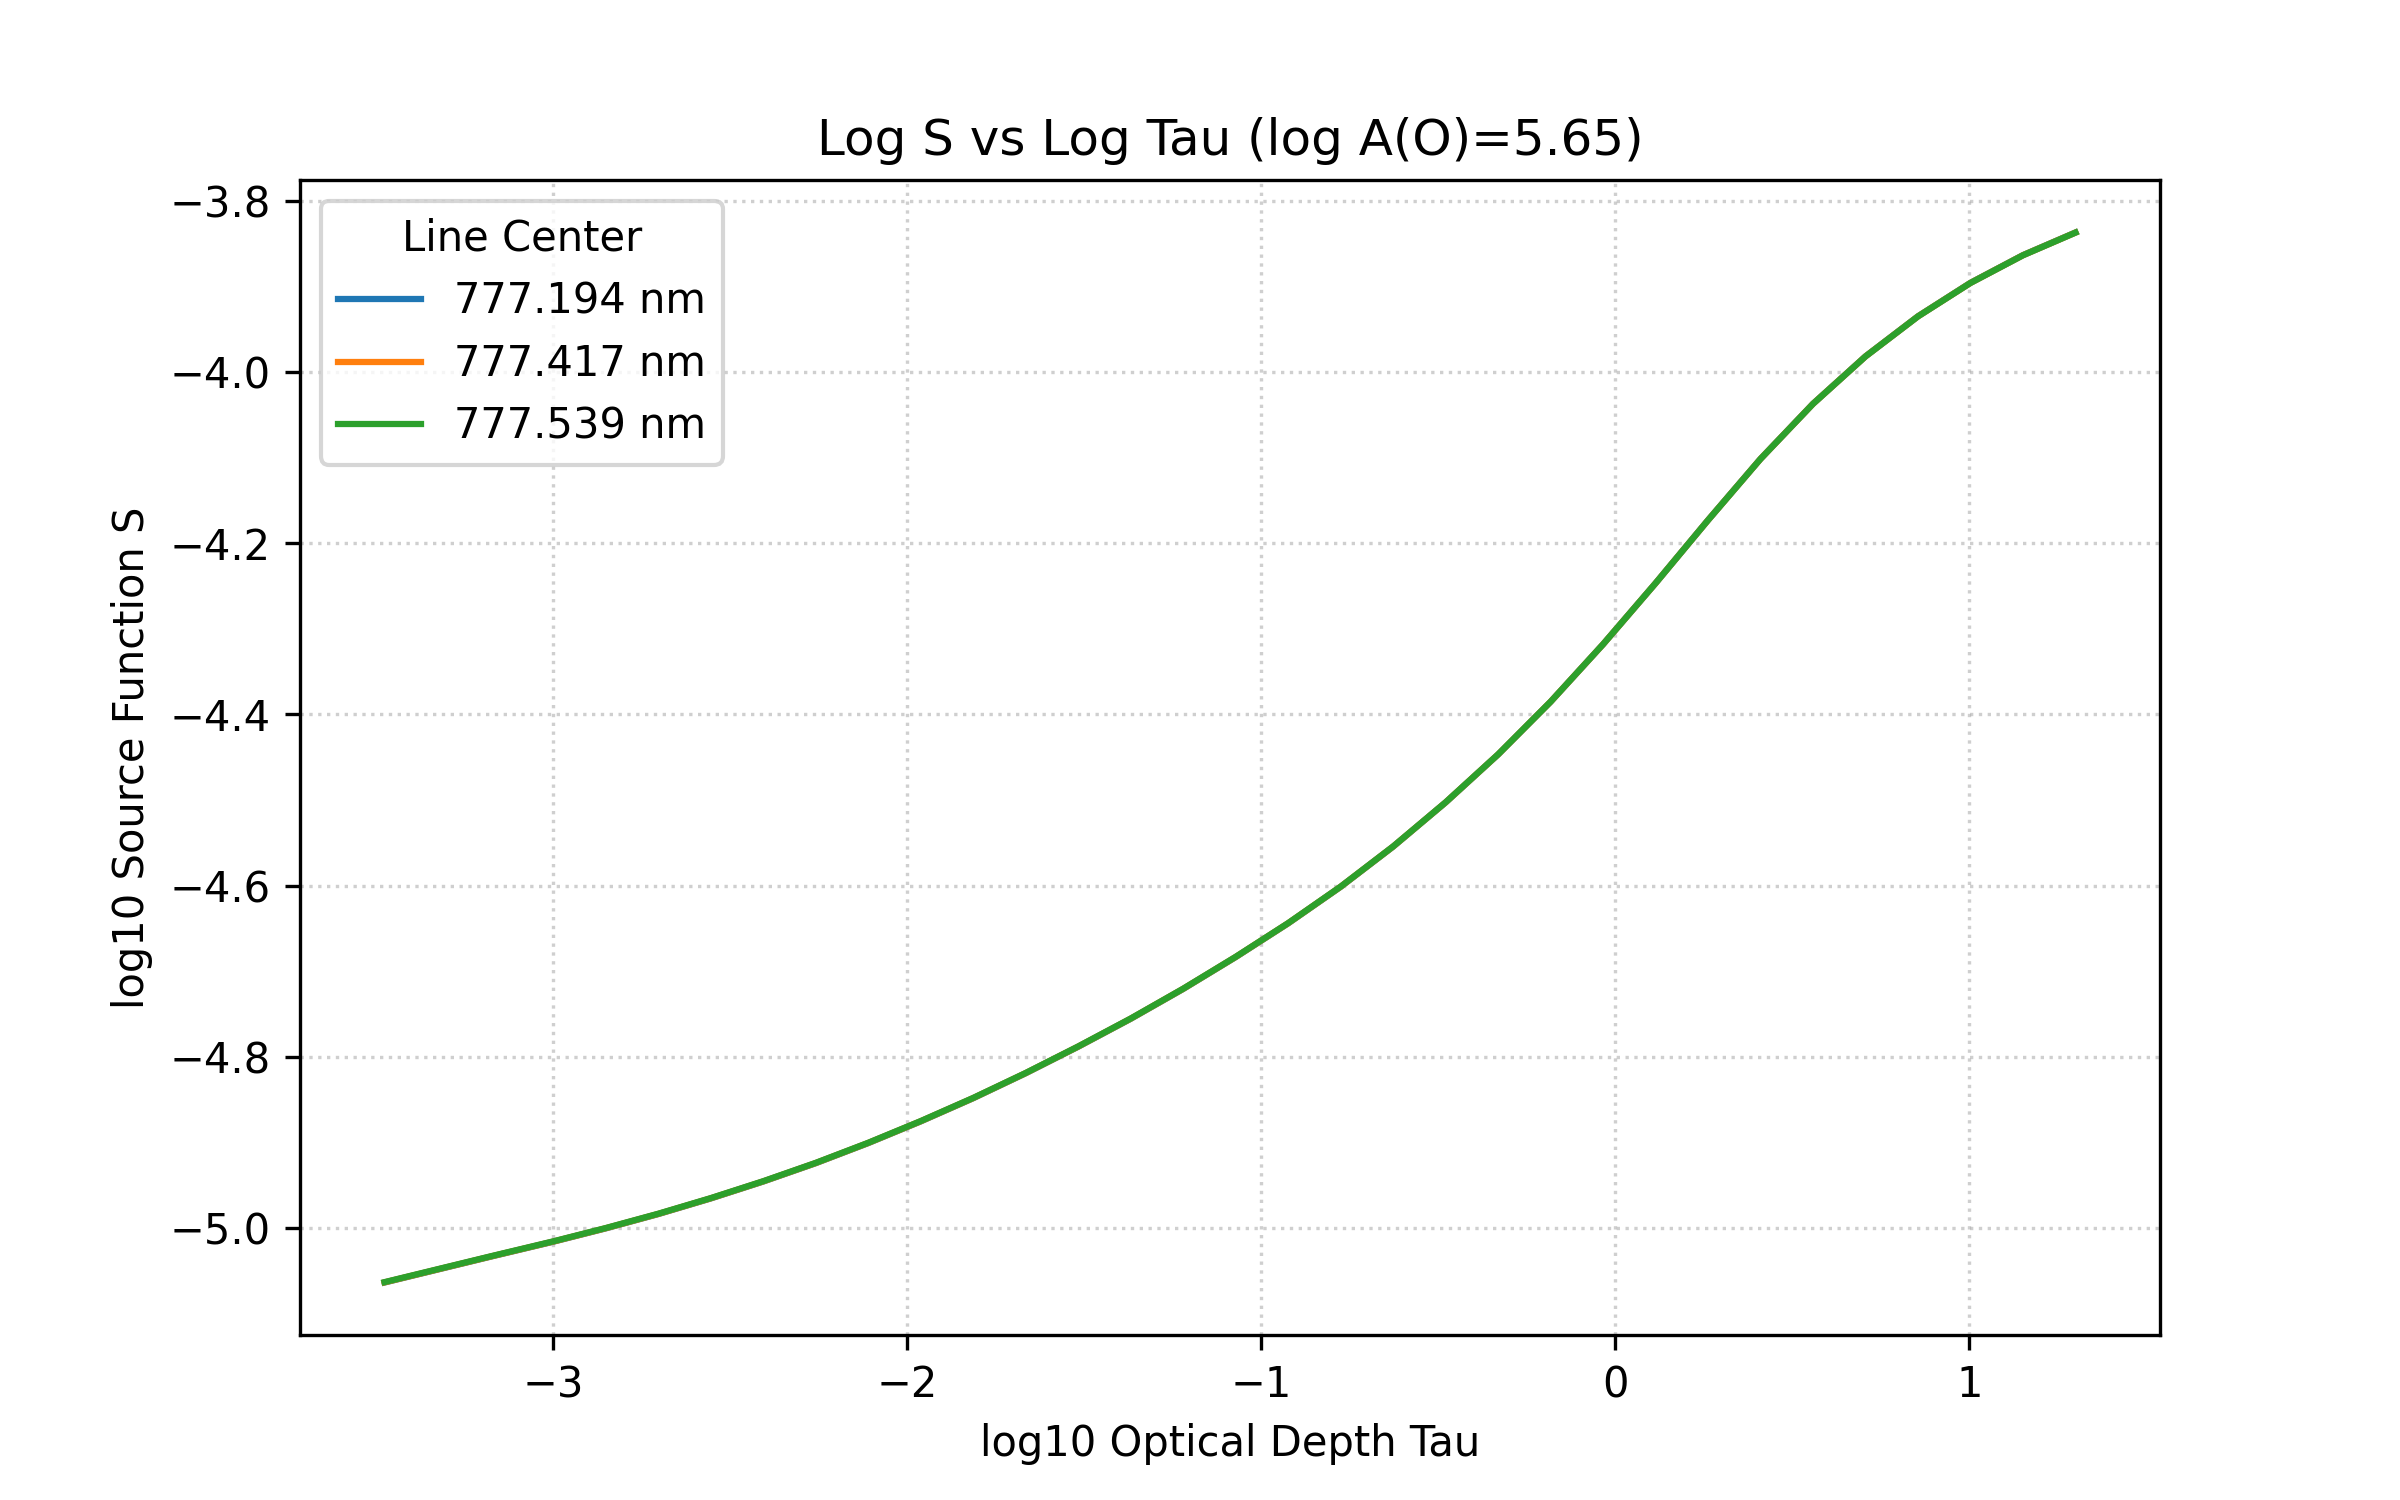 Log S vs Log Tau (log A(O)=5.65)
Line Center
777.194 nm
777.417 nm
777.539 nm
log10 Source Function S
−3.8
−4.0
−4.2
−4.4
−4.6
−4.8
−5.0
−3
−2
−1
0
1
log10 Optical Depth Tau